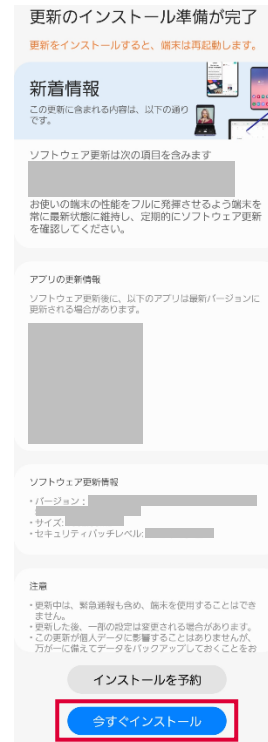 更新のインストール準備が完了
更新をインストールすると、端末は再起動します。
新着情報
この更新に含まれる内容は、以下の通り
です。
ソフトウェア更新は次の項目を含みます
お使いの端末の性能をフルに発揮させるよう端末を
常に最新状態に維持し、定期的にソフトウェア更新
を確認してください。
アプリの更新情報
ソフトウェア更新後に、以下のアプリは最新バージョンに
更新される場合があります。
ソフトウェア更新情報
・バージョン：
・サイズ:
・セキュリティパッチレベル:
注意
・更新中は、緊急通報も含め、端末を使用することはでき
ません。
・更新した後、一部の設定は変更される場合があります。
・この更新が個人データに影響することはありませんが、
万が一に備えてデータをバックアップしておくことをお
インストールを予約
今すぐインストール